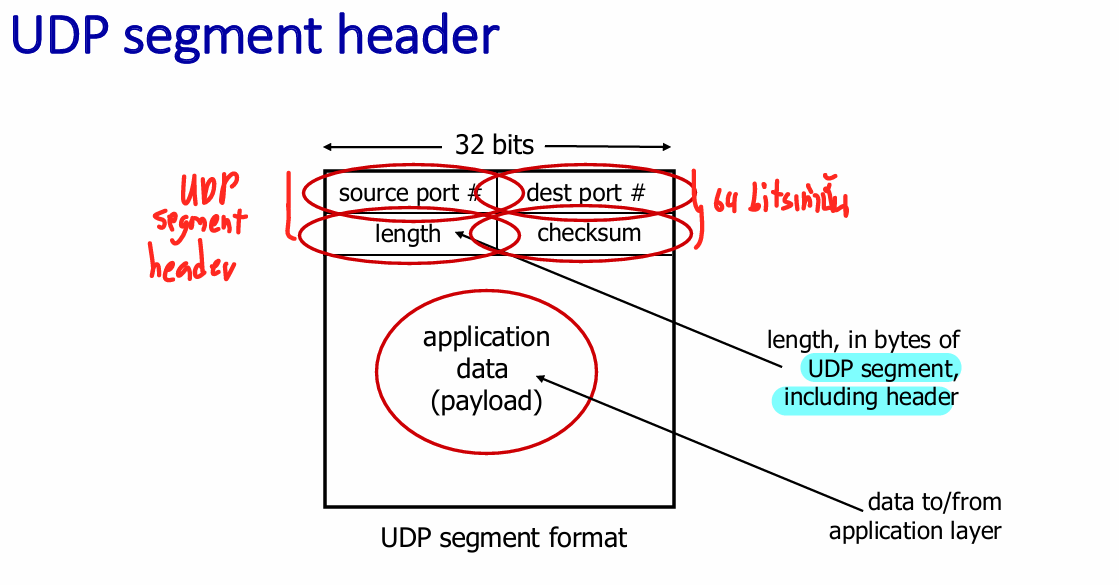 UDP segment header
32 bits
UDP
segment
header
source port #
dest port #
length
checksum
64 bitsเท่านั้น
application
data
(payload)
length, in bytes of
UDP segment,
including header
data to/from
application layer
UDP segment format